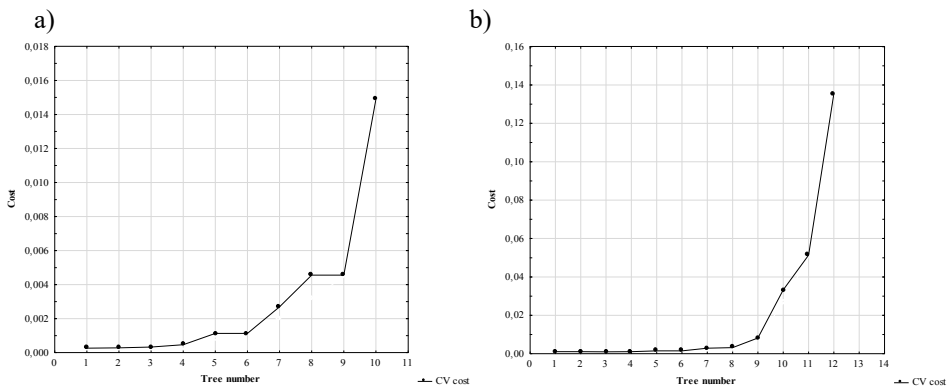 a)
0,018
0,016
0,014
0,012
0,010
0,008
0,006
0,004
0,002
0,000
Cost
0 1 2 3 4 5 6 7 8 9 10 11
Tree number
CV cost
b)
0,16
0,14
0,12
0,10
0,08
0,06
0,04
0,02
0,00
Cost
0 1 2 3 4 5 6 7 8 9 10 11 12 13 14
Tree number
CV cost